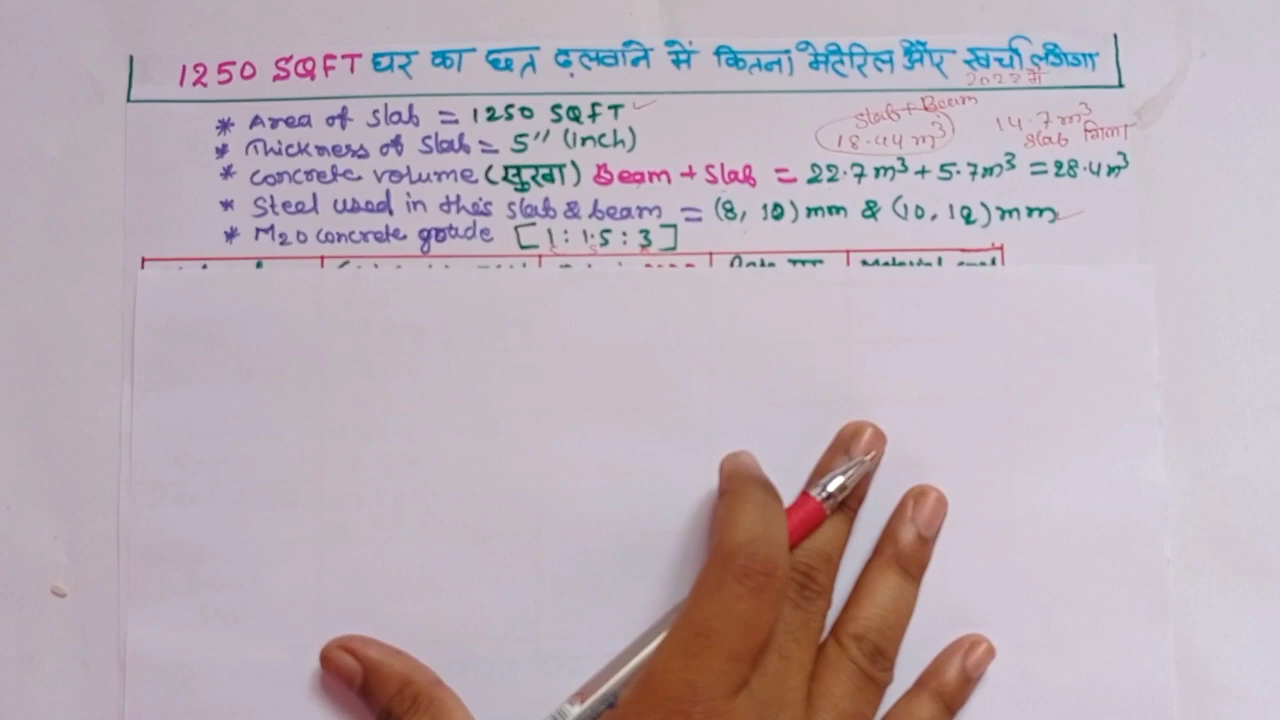 1250 SQFT घर का छत ढ़लवाने में कितना मेटेरिल और खर्चा लगेगा
2022 में
* Area of slab = 1250 SQFT ✓
slab + Beam
18.44 m³
14.7 m³
slab गिला
* Thickness of slab = 5" (inch)
* Concrete volume (सुखा) Beam + Slab = 22.7 m³ + 5.7 m³ = 28.4 m³
* Steel used in this slab & beam = (8, 10) mm & (10, 12) mm
* M20 concrete grade [1 : 1.5 : 3]